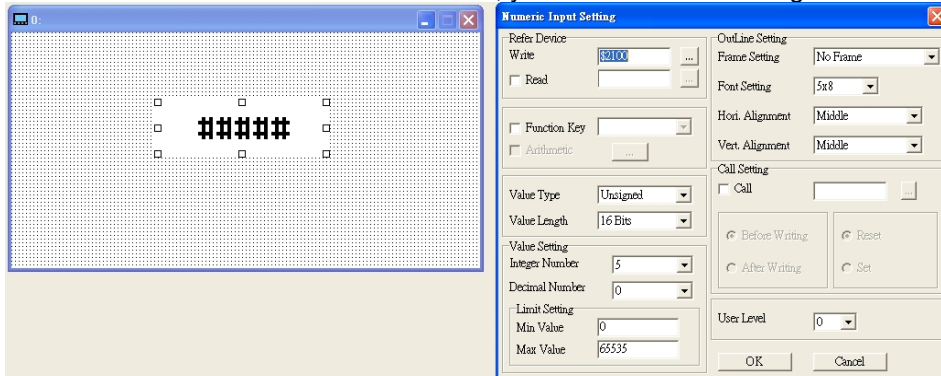 0:
#####
Numeric Input Setting
Refer Device
Write $2100 ...
Read ...
Function Key
Arithmetic ...
Value Type Unsigned
Value Length 16 Bits
Value Setting
Integer Number 5
Decimal Number 0
Limit Setting
Min Value 0
Max Value 65535
OutLine Setting
Frame Setting No Frame
Font Setting 5x8
Hori. Alignment Middle
Vert. Alignment Middle
Call Setting
Call ...
Before Writing Reset
After Writing Set
User Level 0
OK Cancel